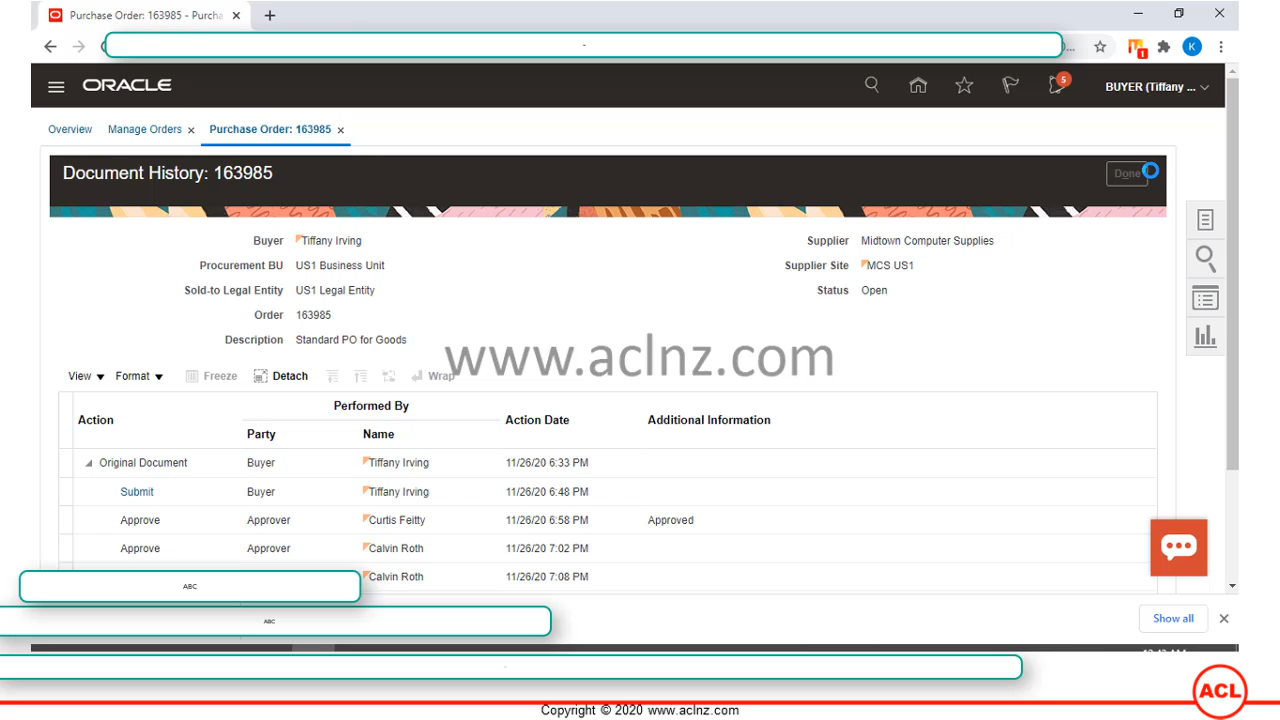 Purchase Order: 163985 - Purcha
-
...
K
1
ORACLE
5
BUYER (Tiffany ...
Overview Manage Orders Purchase Order: 163985
Document History: 163985
Done
Buyer Tiffany Irving Supplier Midtown Computer Supplies
Procurement BU US1 Business Unit Supplier Site MCS US1
Sold-to Legal Entity US1 Legal Entity Status Open
Order 163985
Description Standard PO for Goods
www.aclnz.com
View Format Freeze Detach Wrap
Performed By
Action Action Date Additional Information
Party Name
Original Document Buyer Tiffany Irving 11/26/20 6:33 PM
Submit Buyer Tiffany Irving 11/26/20 6:48 PM
Approve Approver Curtis Feitty 11/26/20 6:58 PM Approved
Approve Approver Calvin Roth 11/26/20 7:02 PM
Calvin Roth 11/26/20 7:08 PM
ABC
ABC
Show all
ACL
Copyright © 2020 www.aclnz.com